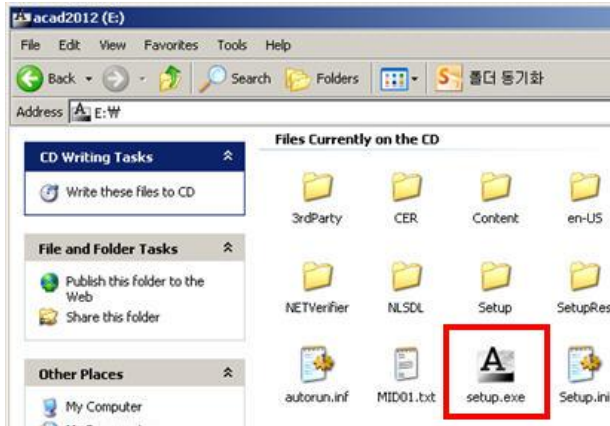 acad2012 (E:)
File Edit View Favorites Tools Help
Back Search Folders S 폴더 동기화
Address E:₩
Files Currently on the CD
CD Writing Tasks
Write these files to CD
3rdParty CER Content en-US
File and Folder Tasks
Publish this folder to the
Web
Share this folder
NETVerifier NLSDL Setup SetupRes
Other Places
autorun.inf MID01.txt setup.exe Setup.ini
My Computer